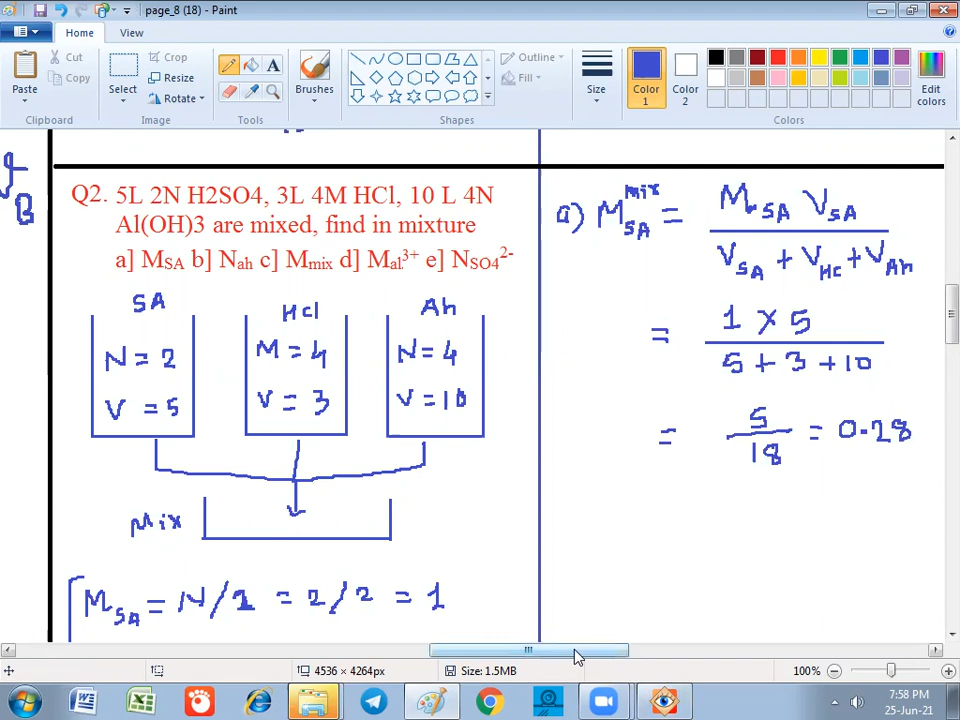 page_8 (18) - Paint
Home View
Paste
Cut
Copy
Clipboard
Select
Crop
Resize
Rotate
Image
A
Tools
Brushes
Shapes
Outline
Fill
Size
Color 1
Color 2
Colors
Edit colors
Q2. 5L 2N H2SO4, 3L 4M HCl, 10 L 4N
Al(OH)3 are mixed, find in mixture
a] MSA b] Nah c] Mmix d] Mal3+ e] NSO4 2-
SA
N = 2
V = 5
HCl
M = 4
V = 3
Ah
N = 4
V = 10
Mix
MSA = N/2 = 2/2 = 1
a) M SA mix = MSA VSA
VSA + VHC + VAh
= 1 × 5
5 + 3 + 10
= 5
18 = 0.28
B
4536 × 4264px
Size: 1.5MB
100%
7:58 PM
25-Jun-21